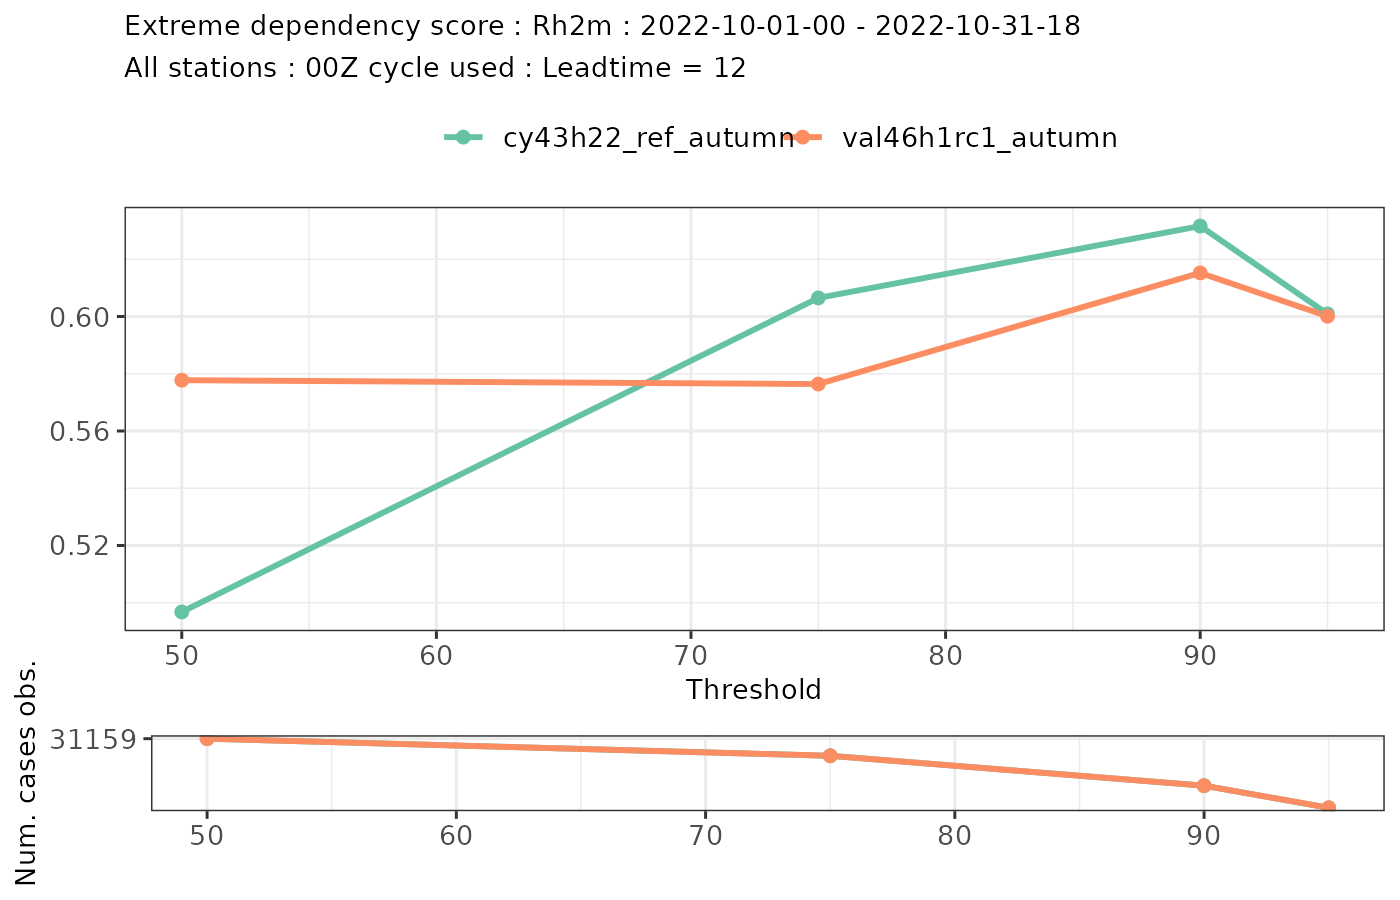 Extreme dependency score : Rh2m : 2022-10-01-00 - 2022-10-31-18
All stations : 00Z cycle used : Leadtime = 12
cy43h22_ref_autumn val46h1rc1_autumn
0.60
0.56
0.52
50 60 70 80 90
Threshold
Num. cases obs.
31159
50 60 70 80 90